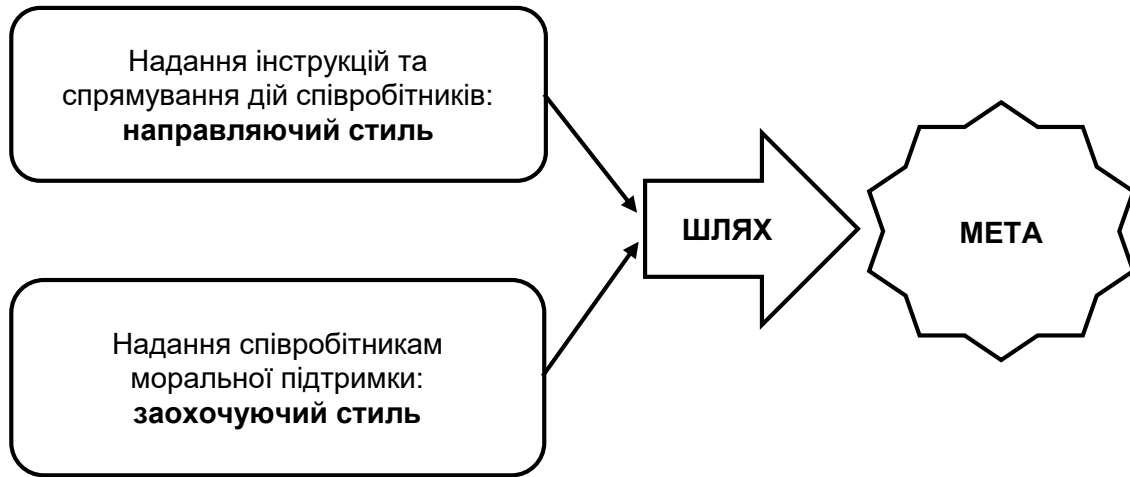 Надання інструкцій та
спрямування дій співробітників:
направляючий стиль
ШЛЯХ
МЕТА
Надання співробітникам
моральної підтримки:
заохочуючий стиль